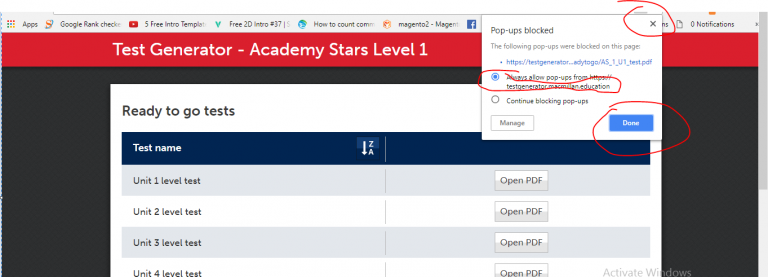 Apps
Google Rank checke
5 Free Intro Templat
Free 2D Intro #37 | S
How to count comm
magento2 - Magent
0 Notifications
Pop-ups blocked
The following pop-ups were blocked on this page:
https://testgenerator...adytogo/AS_1_U1_test.pdf
Always allow pop-ups from https://
testgenerator.macmillan.education
Continue blocking pop-ups
Manage
Done
Test Generator - Academy Stars Level 1
Ready to go tests
Test name
Z
A
Unit 1 level test
Open PDF
Unit 2 level test
Open PDF
Unit 3 level test
Open PDF
Unit 4 level test
Open PDF
Activate Windows